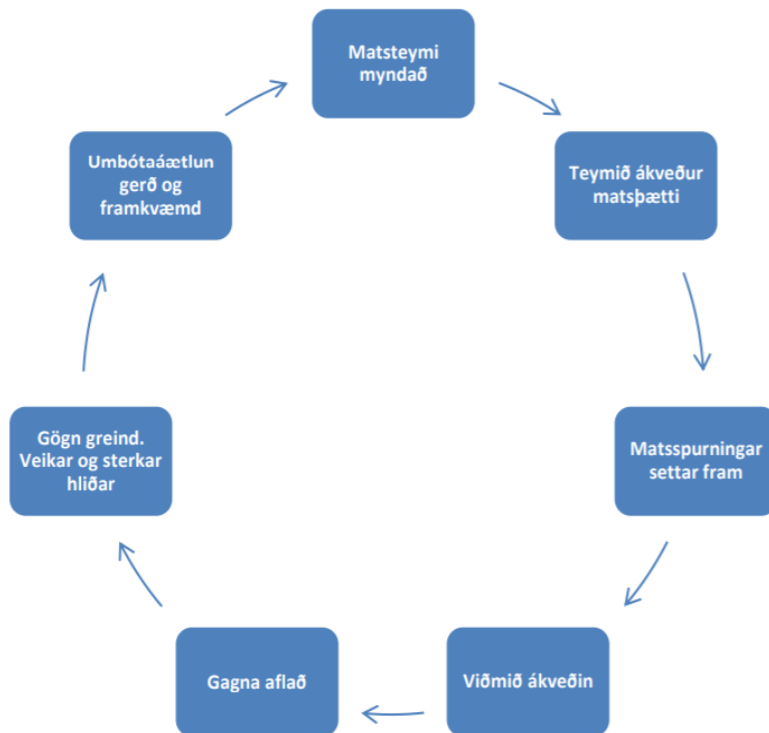 Matsteymi
myndað
Teymið ákveður
matsþætti
Matsspurningar
settar fram
Viðmið ákveðin
Gagna aflað
Gögn greind.
Veikar og sterkar
hliðar
Umbótaáætlun
gerð og
framkvæmd